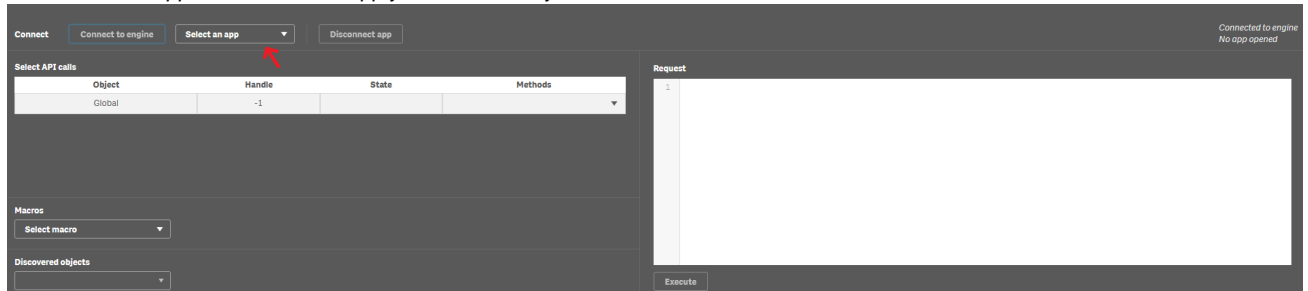 Connect
Connect to engine
Select an app
Disconnect app
Connected to engine
No app opened
Select API calls
Object Handle State Methods
Global -1
Macros
Select macro
Discovered objects
Request
1
Execute